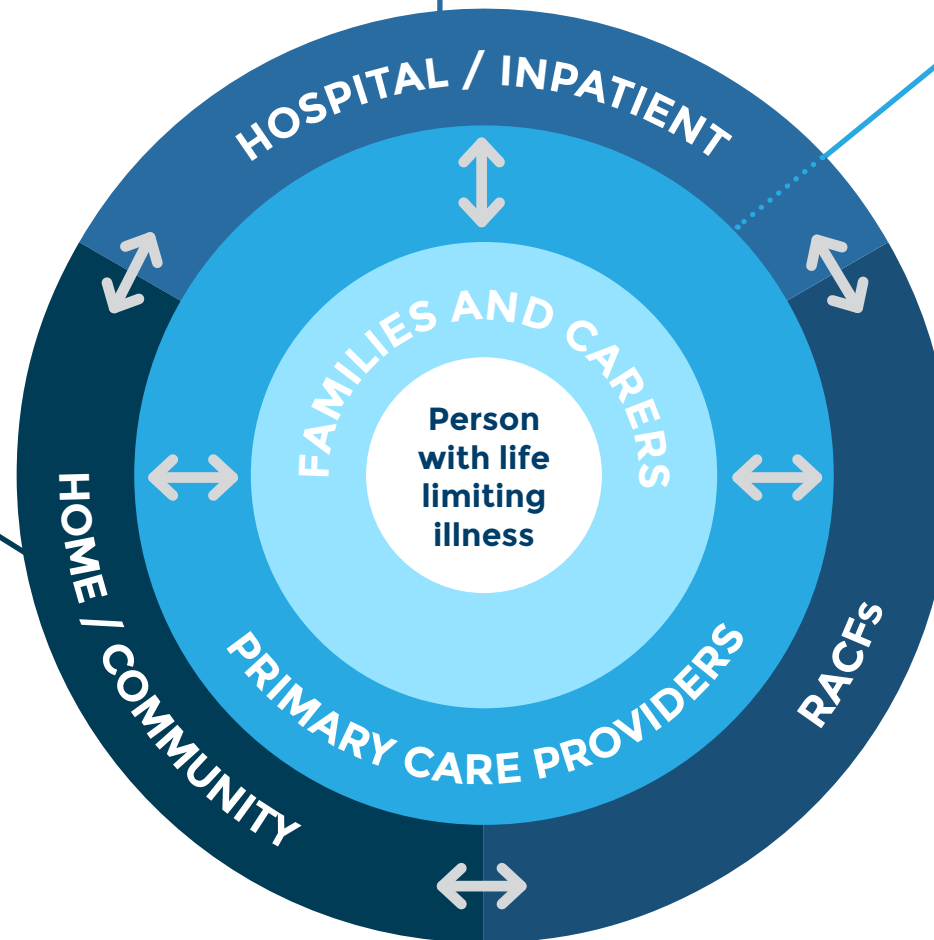 HOSPITAL / INPATIENT
FAMILIES AND CARERS
Person
with life
limiting
illness
HOME / COMMUNITY
PRIMARY CARE PROVIDERS
RACFs